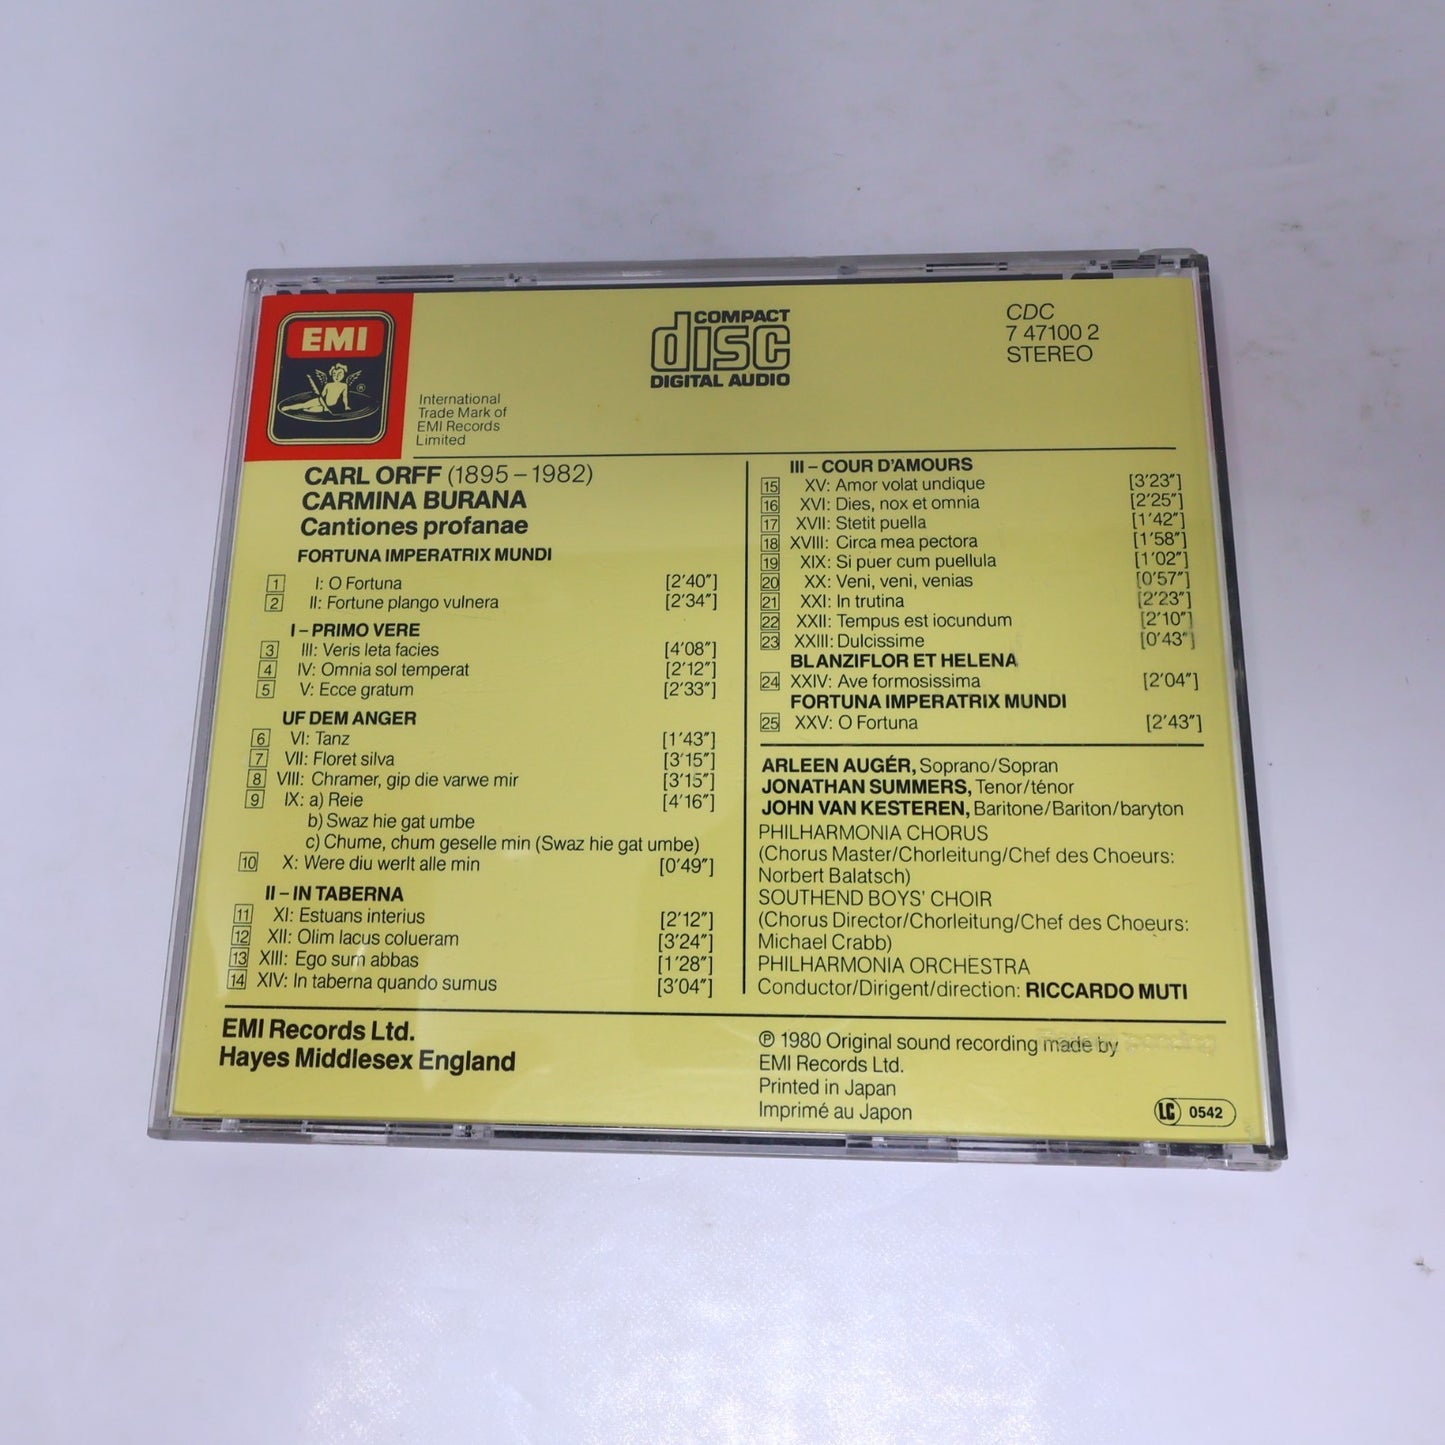 EMI
®
International
Trade Mark of
EMI Records
Limited
COMPACT
disc
DIGITAL AUDIO
CDC
7 47100 2
STEREO
CARL ORFF (1895–1982)
CARMINA BURANA
Cantiones profanae
FORTUNA IMPERATRIX MUNDI
1 I: O Fortuna [2′40″]
2 II: Fortune plango vulnera [2′34″]
I – PRIMO VERE
3 III: Veris leta facies [4′08″]
4 IV: Omnia sol temperat [2′12″]
5 V: Ecce gratum [2′33″]
UF DEM ANGER
6 VI: Tanz [1′43″]
7 VII: Floret silva [3′15″]
8 VIII: Chramer, gip die varwe mir [3′15″]
9 IX: a) Reie [4′16″]
b) Swaz hie gat umbe
c) Chume, chum geselle min (Swaz hie gat umbe)
10 X: Were diu werlt alle min [0′49″]
II – IN TABERNA
11 XI: Estuans interius [2′12″]
12 XII: Olim lacus colueram [3′24″]
13 XIII: Ego sum abbas [1′28″]
14 XIV: In taberna quando sumus [3′04″]
III – COUR D'AMOURS
15 XV: Amor volat undique [3′23″]
16 XVI: Dies, nox et omnia [2′25″]
17 XVII: Stetit puella [1′42″]
18 XVIII: Circa mea pectora [1′58″]
19 XIX: Si puer cum puellula [1′02″]
20 XX: Veni, veni, venias [0′57″]
21 XXI: In trutina [2′23″]
22 XXII: Tempus est iocundum [2′10″]
23 XXIII: Dulcissime [0′43″]
BLANZIFLOR ET HELENA
24 XXIV: Ave formosissima [2′04″]
FORTUNA IMPERATRIX MUNDI
25 XXV: O Fortuna [2′43″]
ARLEEN AUGÉR, Soprano/Sopran
JONATHAN SUMMERS, Tenor/ténor
JOHN VAN KESTEREN, Baritone/Bariton/baryton
PHILHARMONIA CHORUS
(Chorus Master/Chorleitung/Chef des Choeurs:
Norbert Balatsch)
SOUTHEND BOYS' CHOIR
(Chorus Director/Chorleitung/Chef des Choeurs:
Michael Crabb)
PHILHARMONIA ORCHESTRA
Conductor/Dirigent/direction: RICCARDO MUTI
EMI Records Ltd.
Hayes Middlesex England
℗ 1980 Original sound recording made by
EMI Records Ltd.
Printed in Japan
Imprimé au Japon
LC 0542